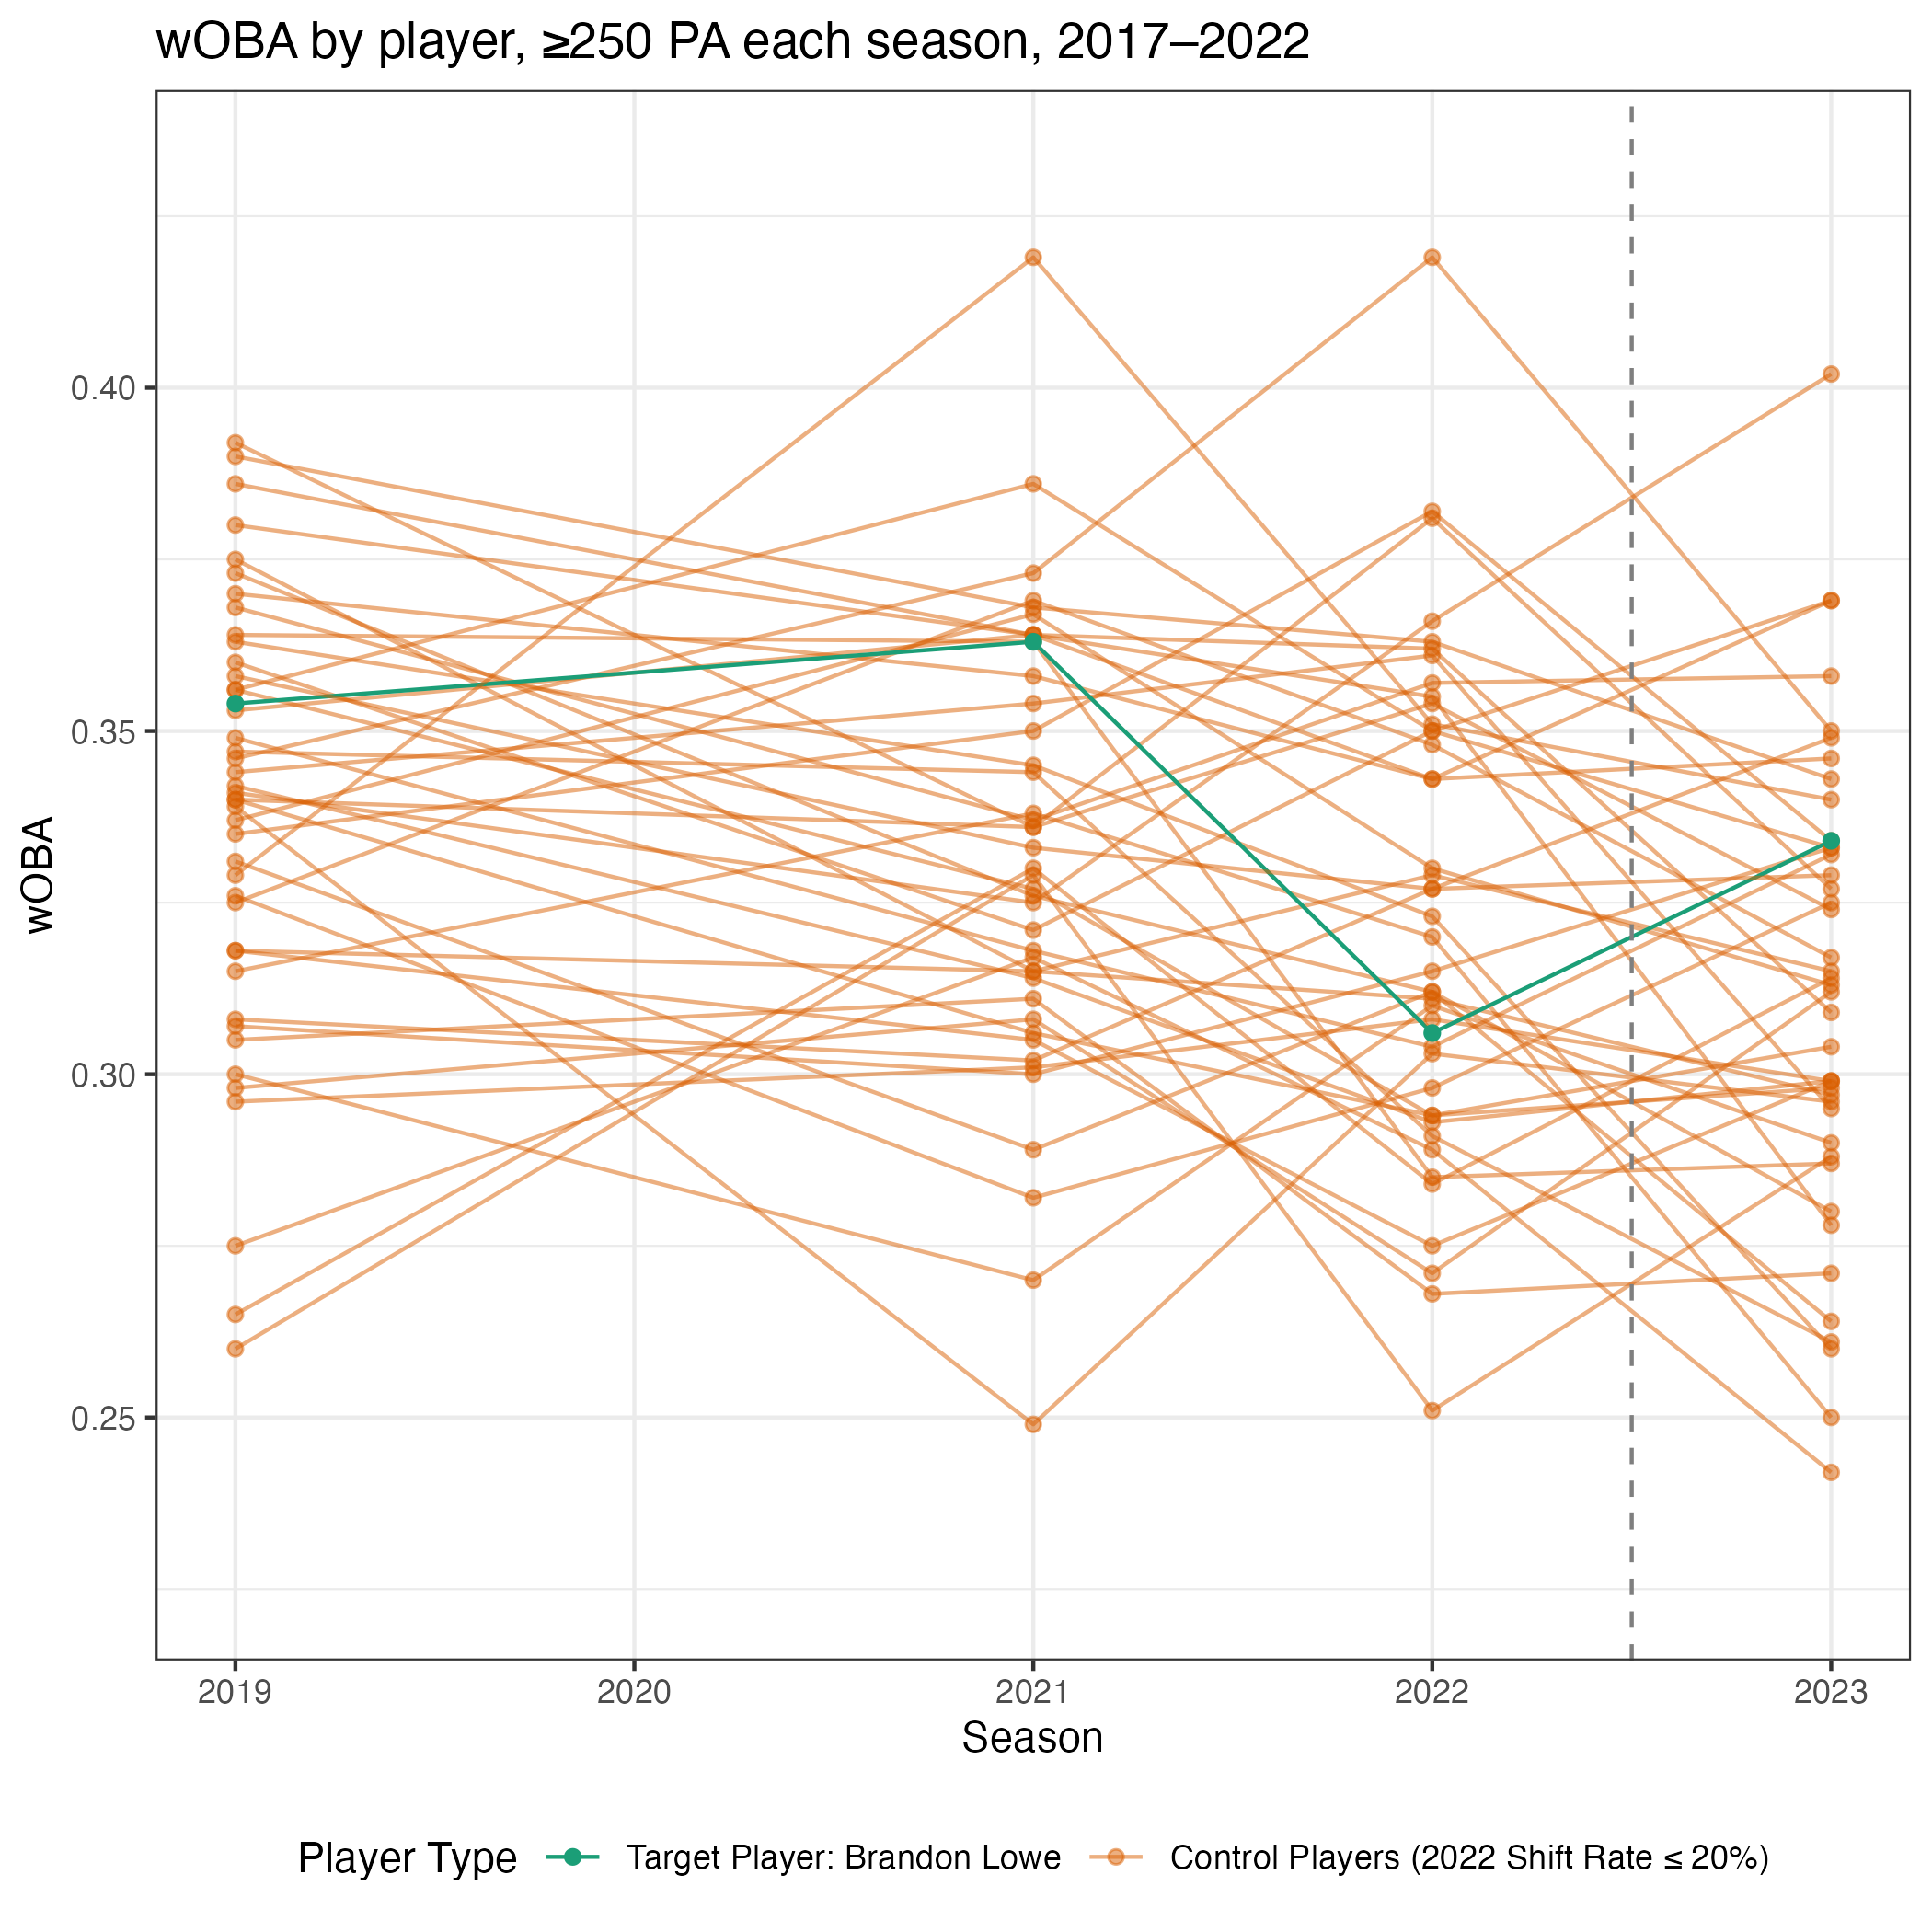 wOBA by player, ≥250 PA each season, 2017–2022
wOBA
0.40
0.35
0.30
0.25
2019 2020 2021 2022 2023
Season
Player Type Target Player: Brandon Lowe Control Players (2022 Shift Rate ≤ 20%)